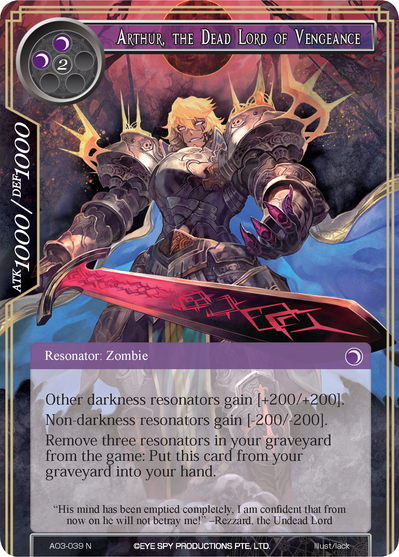 Arthur, the Dead Lord of Vengeance
2
ATK 1000 / DEF 1000
Resonator: Zombie
Other darkness resonators gain [+200/+200].
Non-darkness resonators gain [-200/-200].
Remove three resonators in your graveyard
from the game: Put this card from your
graveyard into your hand.
"His mind has been emptied completely. I am confident that from
now on he will not betray me!" –Rezzard, the Undead Lord
A03-039 N
©EYE SPY PRODUCTIONS PTE. LTD.
Illust/lack